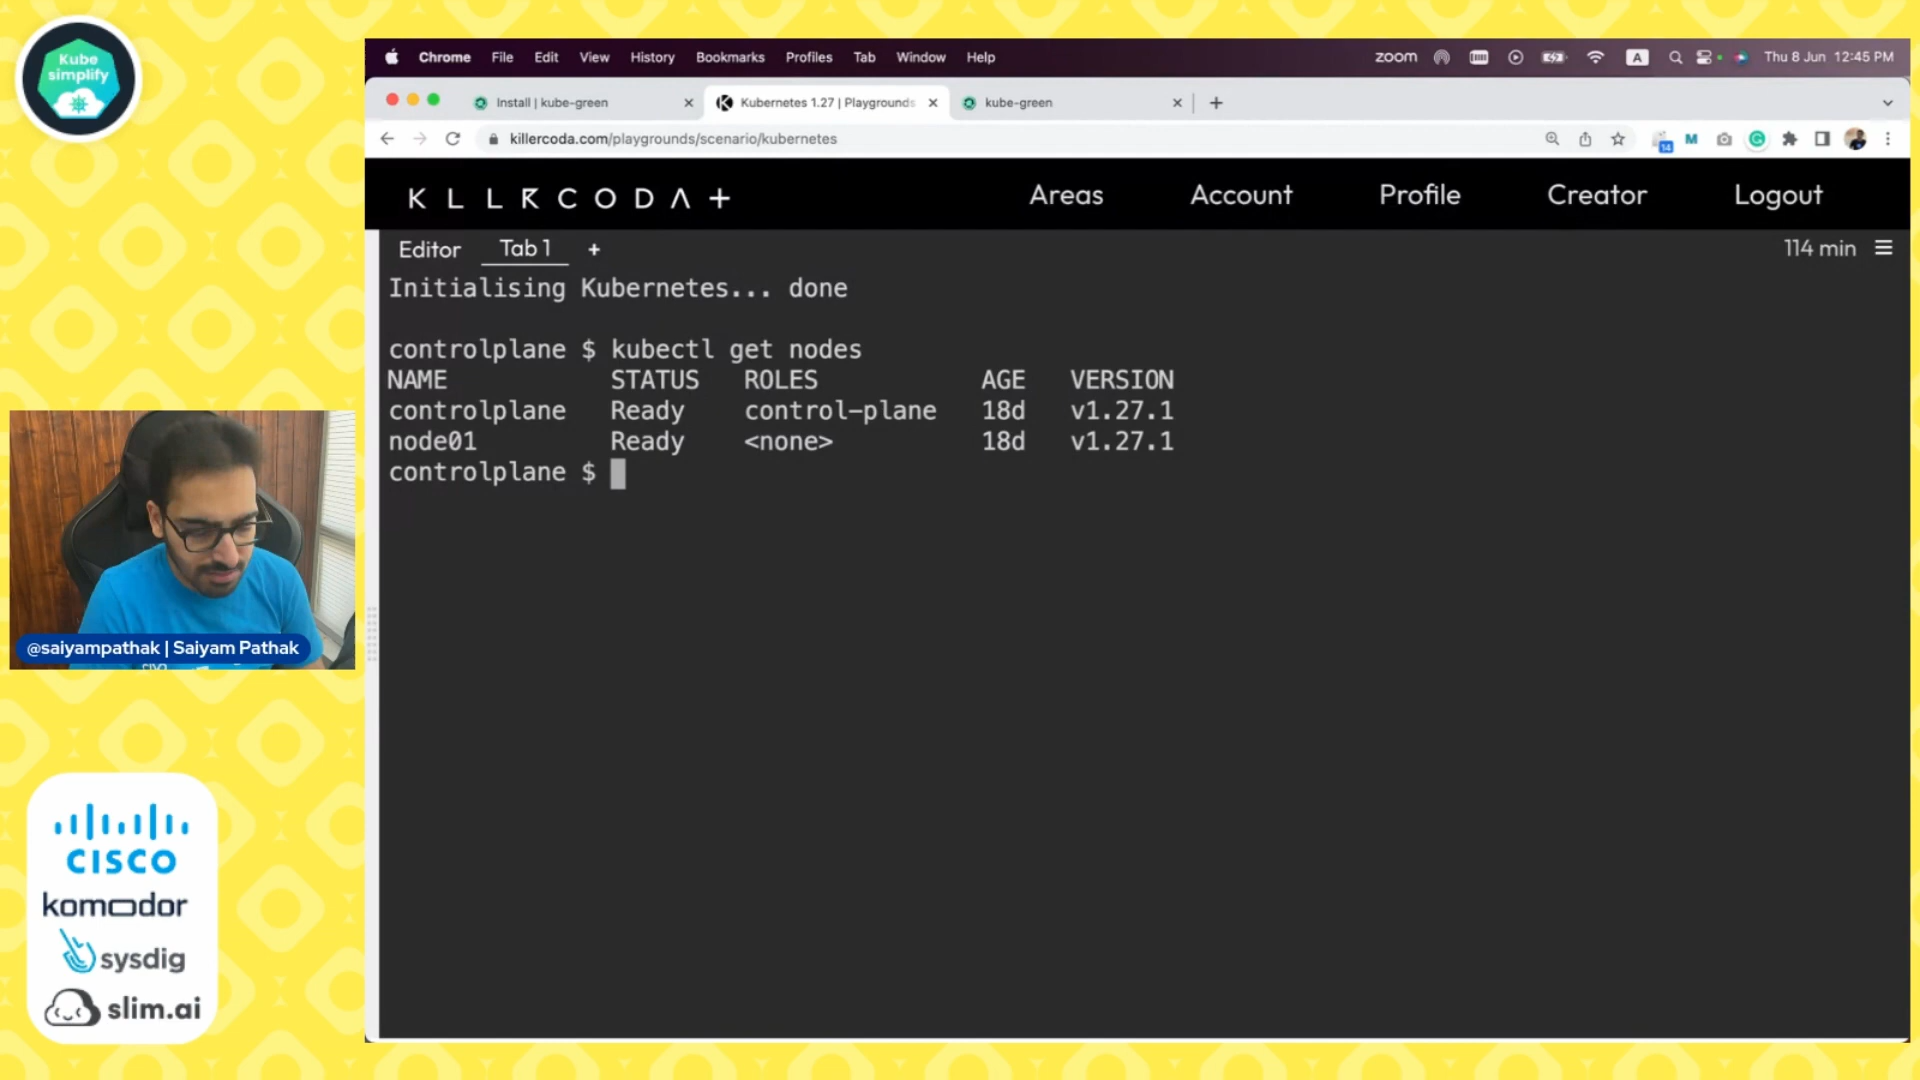 Kube
simplify
Chrome File Edit View History Bookmarks Profiles Tab Window Help
zoom A Thu 8 Jun 12:45 PM
Install | kube-green
Kubernetes 1.27 | Playgrounds
kube-green
killercoda.com/playgrounds/scenario/kubernetes
14 M G
KLLRCODΛ+
Areas Account Profile Creator Logout
Editor Tab 1 +
114 min
Initialising Kubernetes... done
controlplane $ kubectl get nodes
NAME STATUS ROLES AGE VERSION
controlplane Ready control-plane 18d v1.27.1
node01 Ready <none> 18d v1.27.1
controlplane $
@saiyampathak | Saiyam Pathak
CISCO
komodor
sysdig
slim.ai